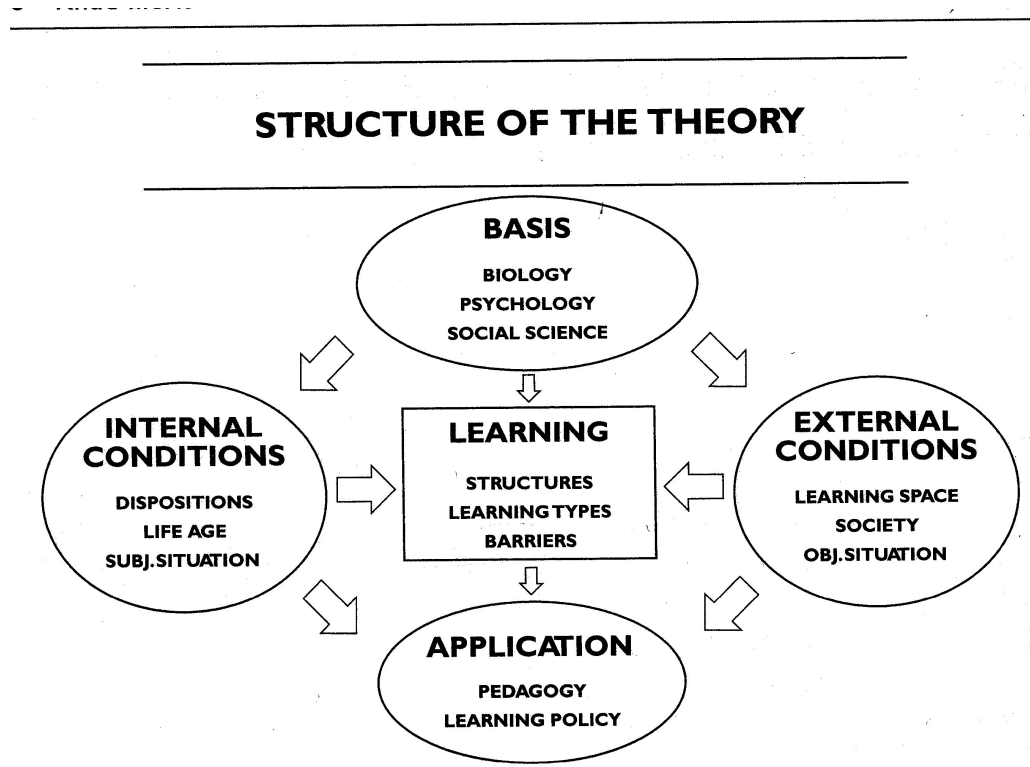 STRUCTURE OF THE THEORY
BASIS
BIOLOGY
PSYCHOLOGY
SOCIAL SCIENCE
INTERNAL
CONDITIONS
DISPOSITIONS
LIFE AGE
SUBJ.SITUATION
LEARNING
STRUCTURES
LEARNING TYPES
BARRIERS
EXTERNAL
CONDITIONS
LEARNING SPACE
SOCIETY
OBJ.SITUATION
APPLICATION
PEDAGOGY
LEARNING POLICY